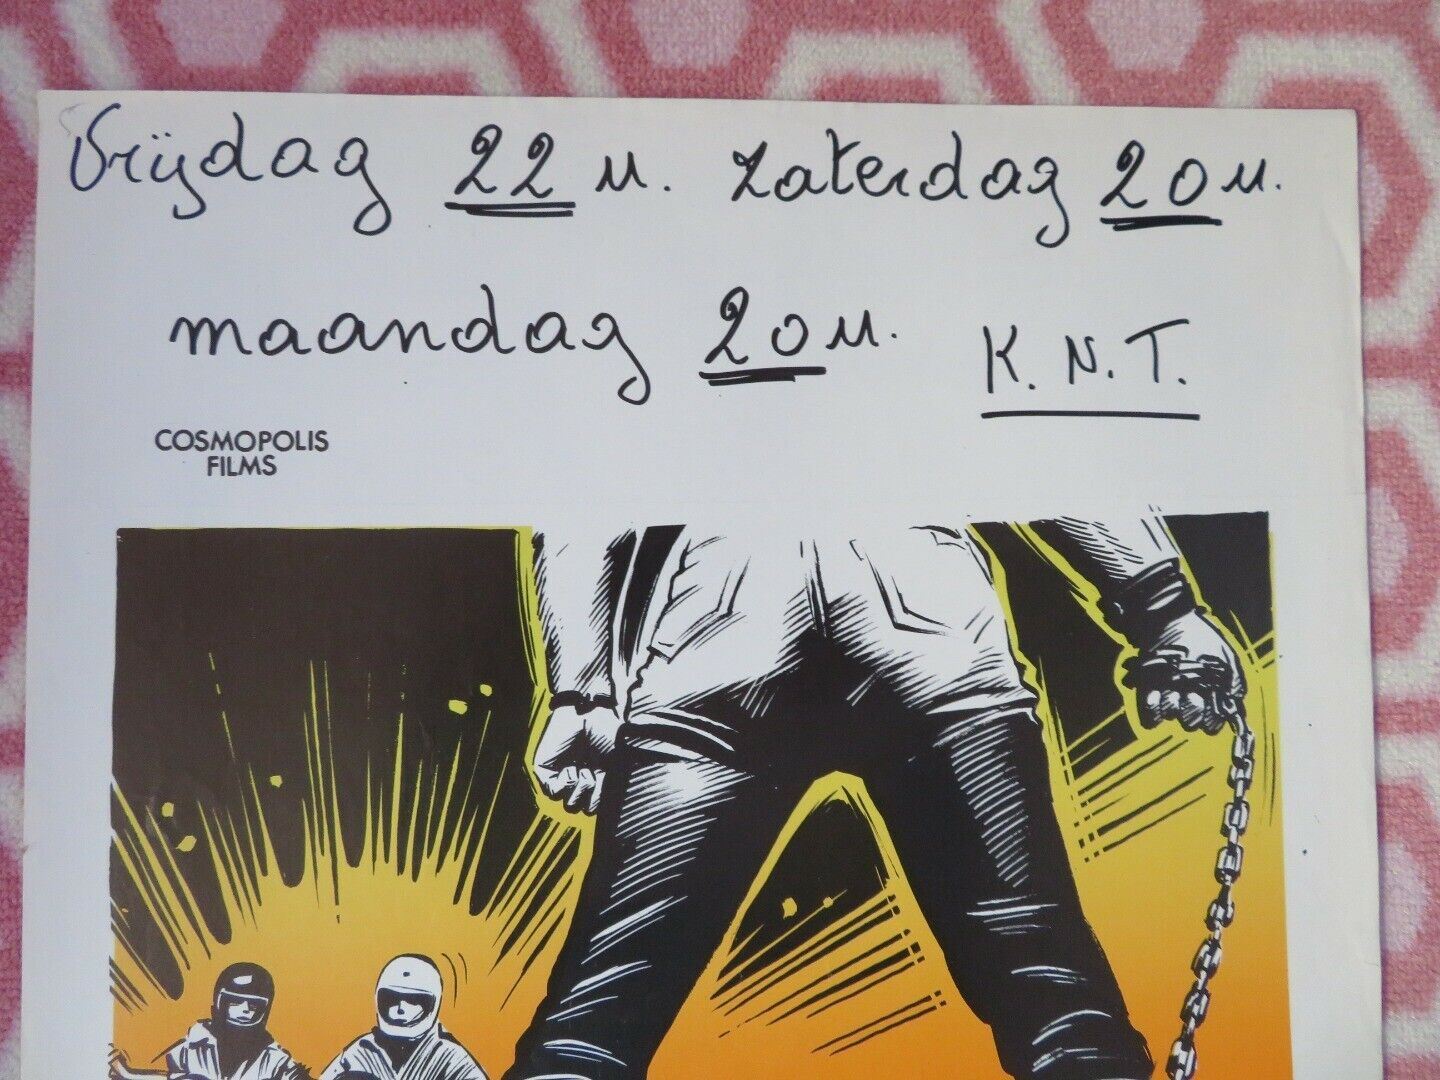 Vrijdag 22 u. zaterdag 20 u.
maandag 20 u. K.N.T.
COSMOPOLIS
FILMS